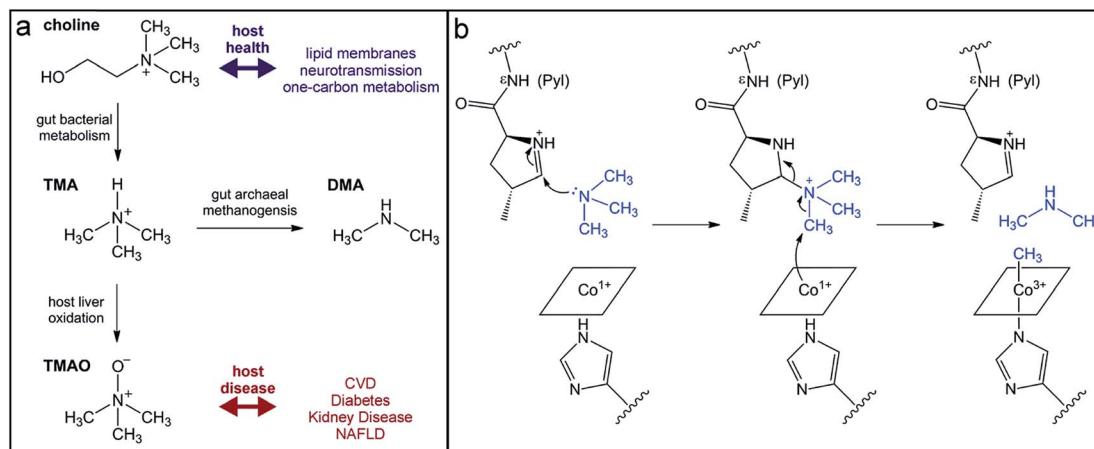 a
choline
CH3
N+
CH3
CH3
HO
host
health
lipid membranes
neurotransmission
one-carbon metabolism
gut bacterial
metabolism
TMA
H
N+
H3C
CH3
CH3
gut archaeal
methanogensis
DMA
H
N
H3C
CH3
host liver
oxidation
TMAO
O−
N+
H3C
CH3
CH3
host
disease
CVD
Diabetes
Kidney Disease
NAFLD
b
εNH (Pyl)
O
+
NH
CH3
:N
CH3
CH3
Co1+
H
N
N
εNH (Pyl)
O
NH
+
N
CH3
CH3
CH3
Co1+
H
N
N
εNH (Pyl)
O
+
NH
H
N
H3C
CH3
CH3
Co3+
N
N